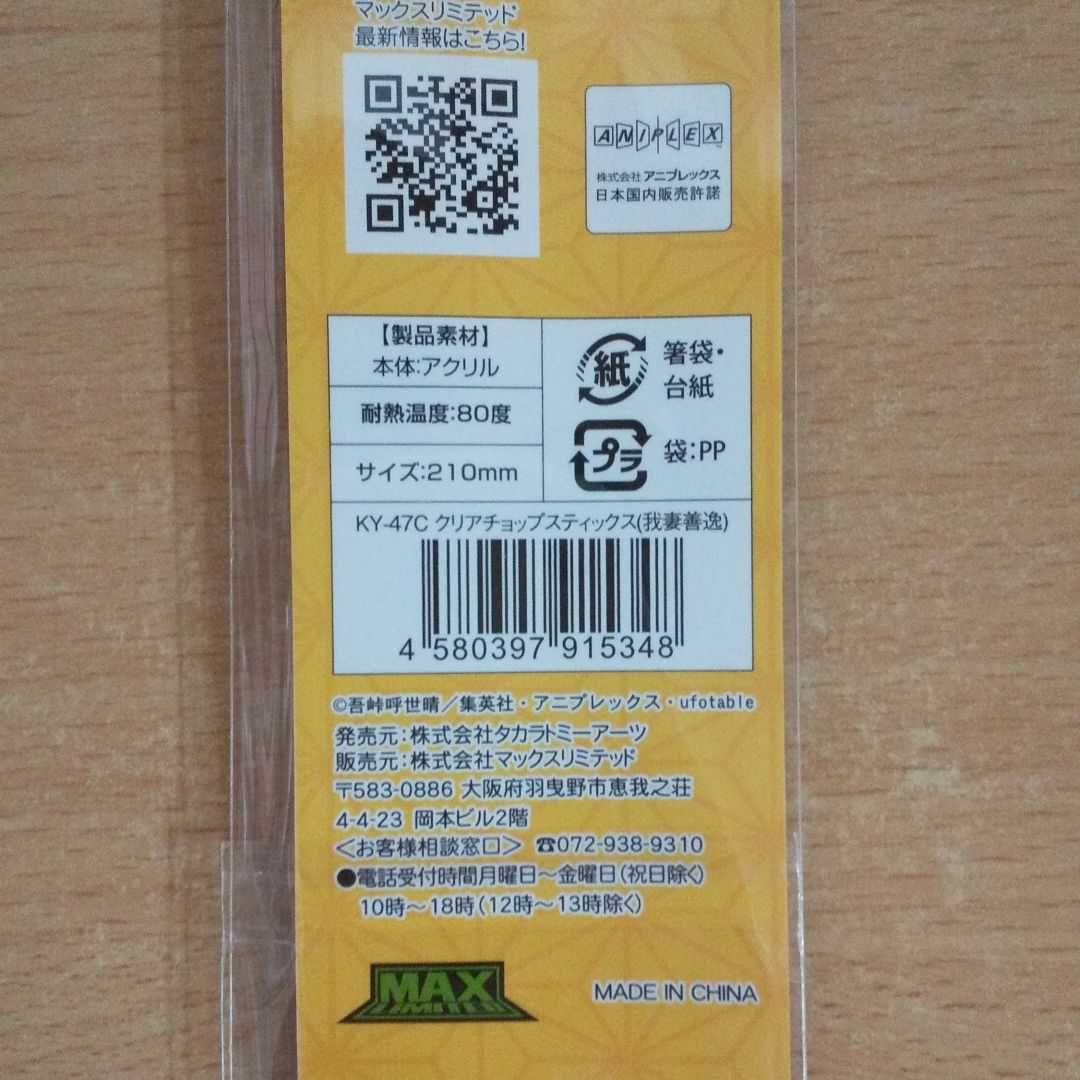 マックスリミテッド
最新情報はこちら!
ANIPLEX
株式会社 アニプレックス
日本国内販売許諾
【製品素材】
本体:アクリル
耐熱温度:80度
サイズ:210mm
紙 箸袋・
台紙
プラ 袋:PP
KY-47C クリアチョップスティックス(我妻善逸)
4 580397 915348
©吾峠呼世晴／集英社・アニプレックス・ufotable
発売元:株式会社タカラトミーアーツ
販売元:株式会社マックスリミテッド
〒583-0886 大阪府羽曳野市恵我之荘
4-4-23 岡本ビル2階
＜お客様相談窓口＞ ☎072-938-9310
●電話受付時間月曜日～金曜日(祝日除く)
10時～18時(12時～13時除く)
MAX
LIMITED
MADE IN CHINA